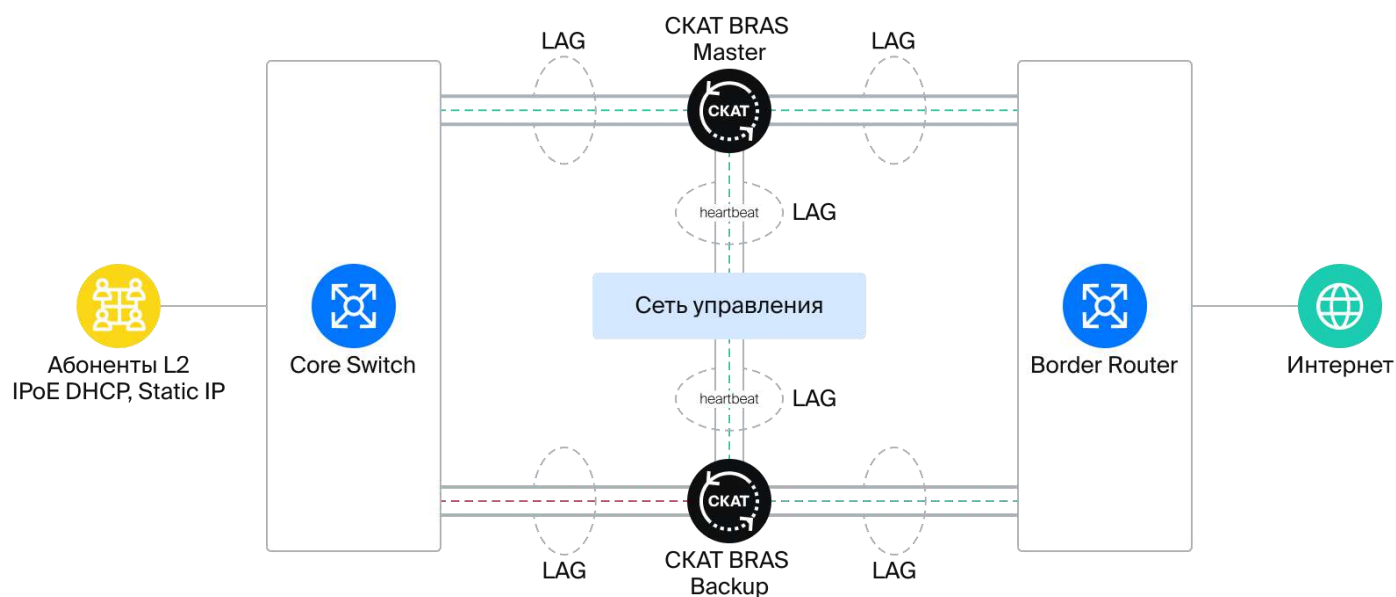 СКАТ BRAS
Master
LAG
LAG
СКАТ
heartbeat
LAG
Сеть управления
Абоненты L2
IPoE DHCP, Static IP
Core Switch
Border Router
Интернет
heartbeat
LAG
СКАТ
LAG
СКАТ BRAS
Backup
LAG